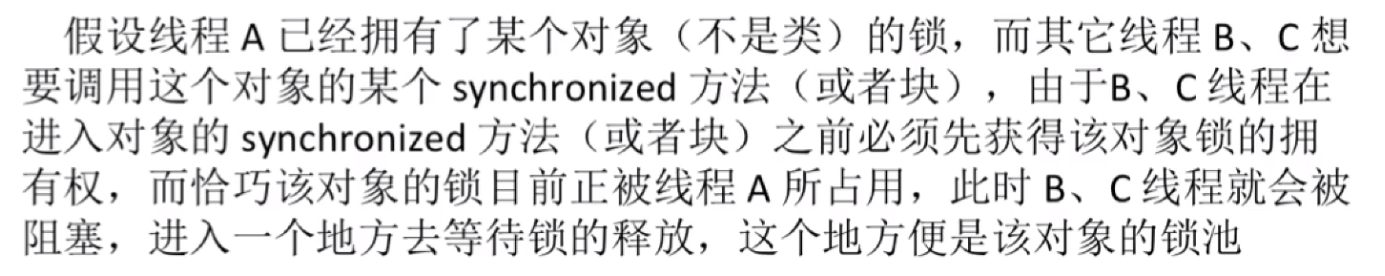 假设线程 A 已经拥有了某个对象（不是类）的锁，而其它线程 B、C 想
要调用这个对象的某个 synchronized 方法（或者块），由于B、C 线程在
进入对象的 synchronized 方法（或者块）之前必须先获得该对象锁的拥
有权，而恰巧该对象的锁目前正被线程 A 所占用，此时 B、C 线程就会被
阻塞，进入一个地方去等待锁的释放，这个地方便是该对象的锁池